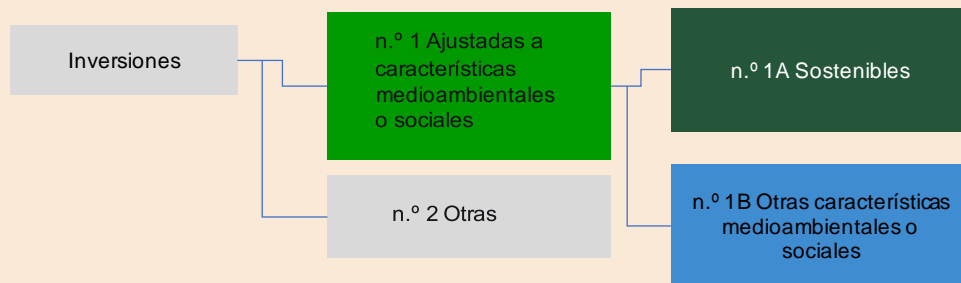 Inversiones
n.º 1 Ajustadas a
características
medioambientales
o sociales
n.º 2 Otras
n.º 1A Sostenibles
n.º 1B Otras características
medioambientales o
sociales